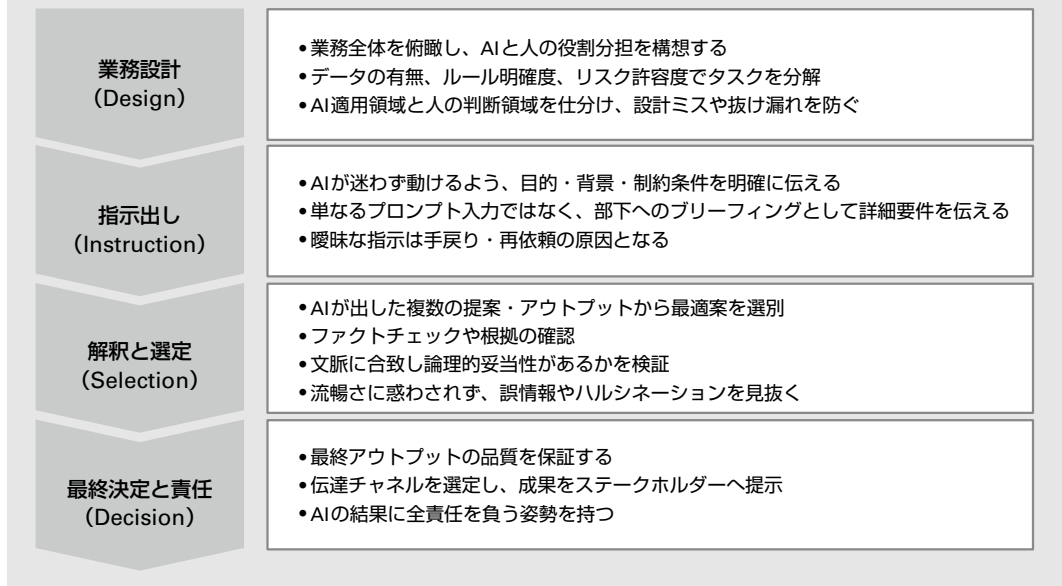 業務設計
（Design）
•業務全体を俯瞰し、AIと人の役割分担を構想する
•データの有無、ルール明確度、リスク許容度でタスクを分解
•AI適用領域と人の判断領域を仕分け、設計ミスや抜け漏れを防ぐ
指示出し
（Instruction）
•AIが迷わず動けるよう、目的・背景・制約条件を明確に伝える
•単なるプロンプト入力ではなく、部下へのブリーフィングとして詳細要件を伝える
•曖昧な指示は手戻り・再依頼の原因となる
解釈と選定
（Selection）
•AIが出した複数の提案・アウトプットから最適案を選別
•ファクトチェックや根拠の確認
•文脈に合致し論理的妥当性があるかを検証
•流暢さに惑わされず、誤情報やハルシネーションを見抜く
最終決定と責任
（Decision）
•最終アウトプットの品質を保証する
•伝達チャネルを選定し、成果をステークホルダーへ提示
•AIの結果に全責任を負う姿勢を持つ